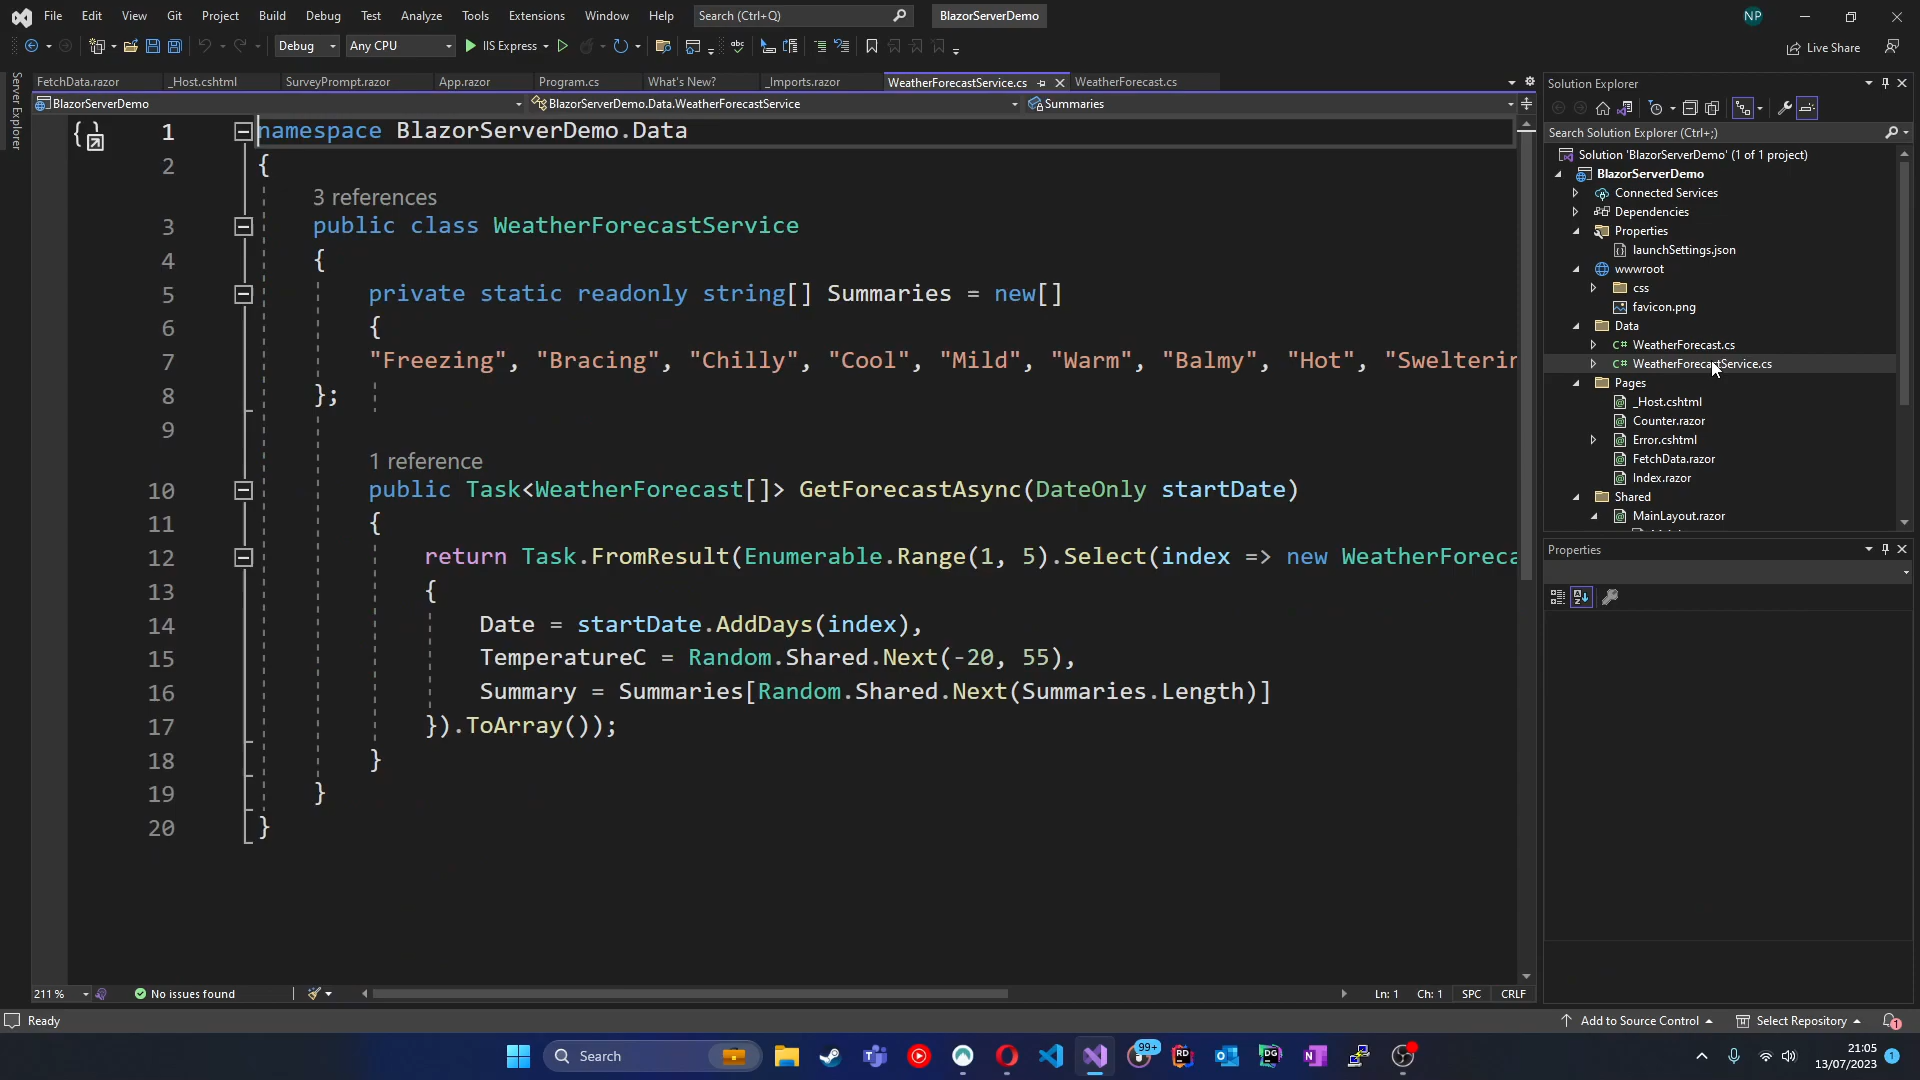 File Edit View Git Project Build Debug Test Analyze Tools Extensions Window Help Search (Ctrl+Q) BlazorServerDemo NP
Debug Any CPU IIS Express Live Share
Server Explorer
FetchData.razor _Host.cshtml SurveyPrompt.razor App.razor Program.cs What's New? _Imports.razor WeatherForecastService.cs WeatherForecast.cs
BlazorServerDemo BlazorServerDemo.Data.WeatherForecastService Summaries
1 namespace BlazorServerDemo.Data
2 {
3 references
3 public class WeatherForecastService
4 {
5 private static readonly string[] Summaries = new[]
6 {
7 "Freezing", "Bracing", "Chilly", "Cool", "Mild", "Warm", "Balmy", "Hot", "Swelterin
8 };
9
1 reference
10 public Task<WeatherForecast[]> GetForecastAsync(DateOnly startDate)
11 {
12 return Task.FromResult(Enumerable.Range(1, 5).Select(index => new WeatherForeca
13 {
14 Date = startDate.AddDays(index),
15 TemperatureC = Random.Shared.Next(-20, 55),
16 Summary = Summaries[Random.Shared.Next(Summaries.Length)]
17 }).ToArray());
18 }
19 }
20 }
211 % No issues found Ln: 1 Ch: 1 SPC CRLF
Solution Explorer
Search Solution Explorer (Ctrl+;)
Solution 'BlazorServerDemo' (1 of 1 project)
BlazorServerDemo
Connected Services
Dependencies
Properties
launchSettings.json
wwwroot
css
favicon.png
Data
C# WeatherForecast.cs
C# WeatherForecastService.cs
Pages
_Host.cshtml
Counter.razor
Error.cshtml
FetchData.razor
Index.razor
Shared
MainLayout.razor
Properties
Ready Add to Source Control Select Repository 1
Search 99+ RD DG N 21:05
13/07/2023 1